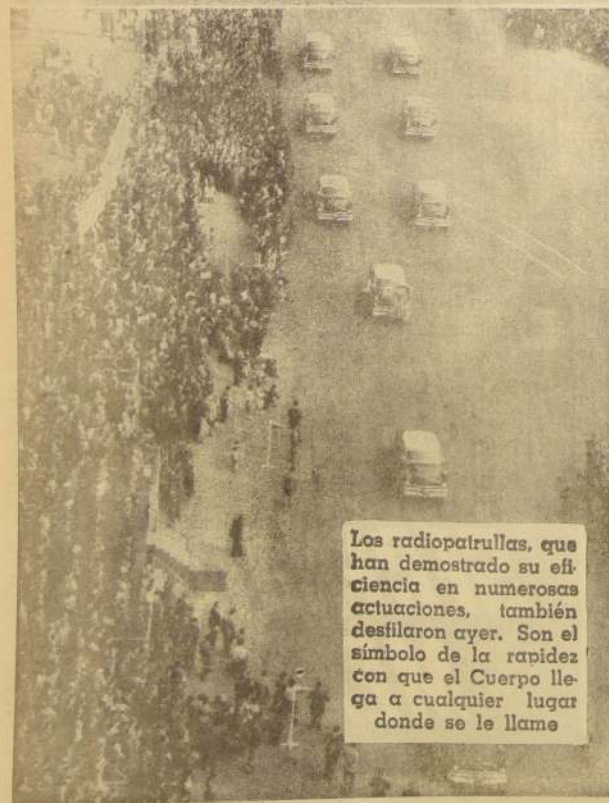 Los radiopatrullas, que
han demostrado su efi-
ciencia en numerosas
actuaciones, también
desfilaron ayer. Son el
símbolo de la rapidez
con que el Cuerpo lle-
ga a cualquier lugar
donde se le llame